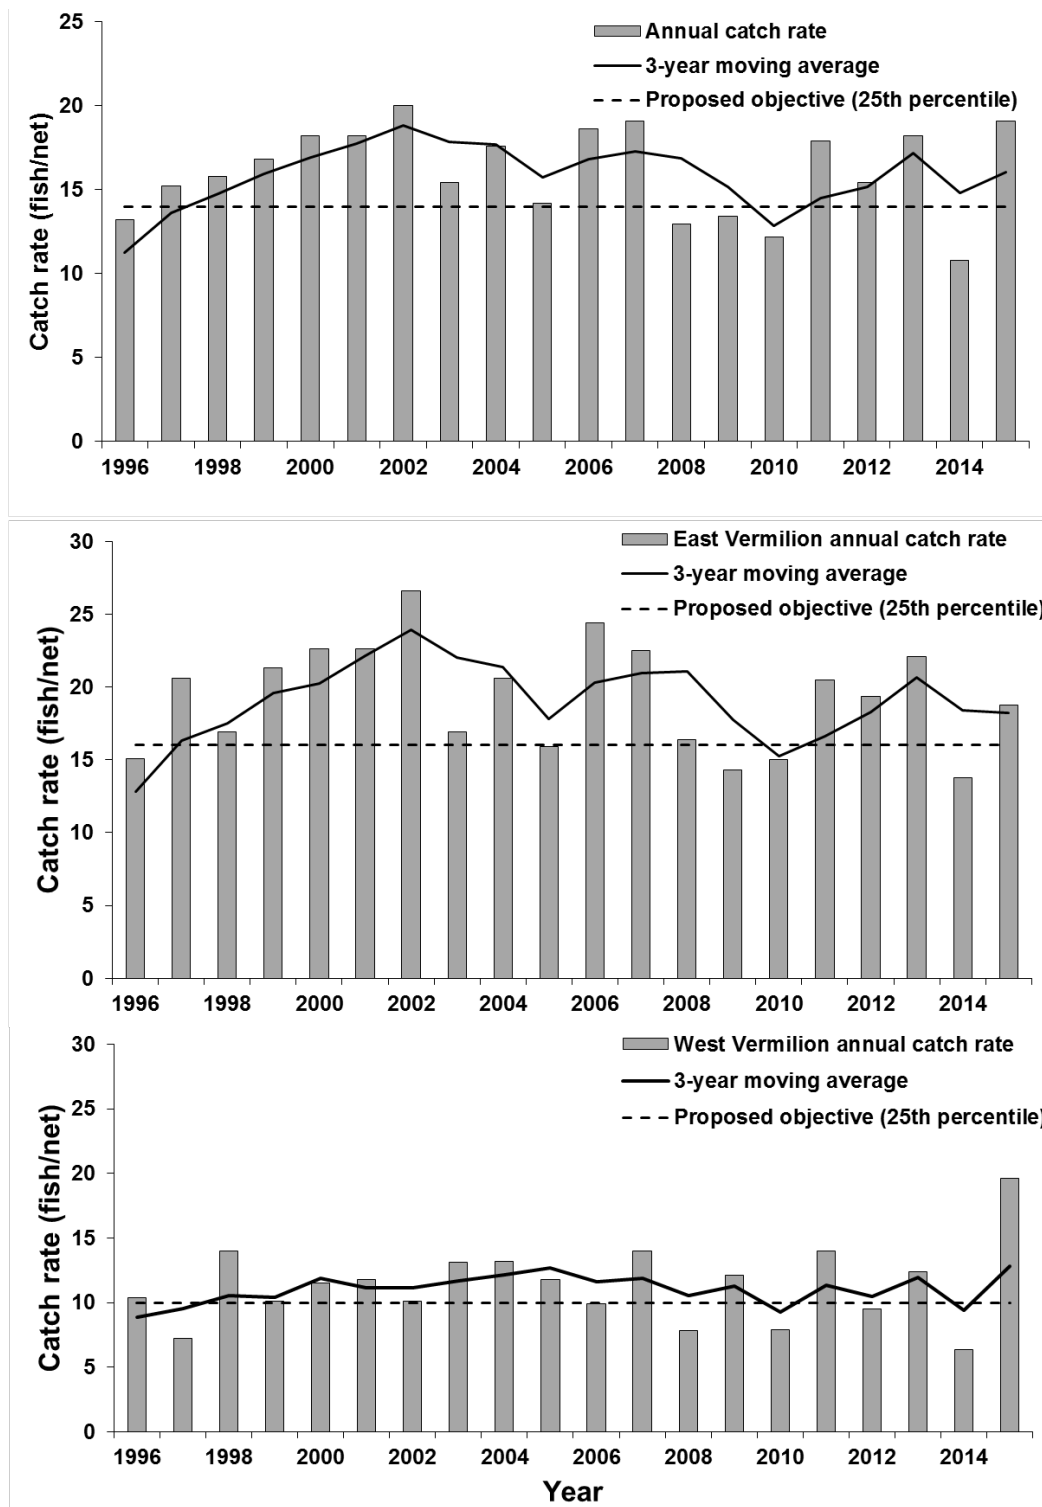 25
20
15
10
5
0
Catch rate (fish/net)
Annual catch rate
3-year moving average
Proposed objective (25th percentile)
1996 1998 2000 2002 2004 2006 2008 2010 2012 2014
30
25
20
15
10
5
0
Catch rate (fish/net)
East Vermilion annual catch rate
3-year moving average
Proposed objective (25th percentile)
1996 1998 2000 2002 2004 2006 2008 2010 2012 2014
30
25
20
15
10
5
0
Catch rate (fish/net)
West Vermilion annual catch rate
3-year moving average
Proposed objective (25th percentile)
1996 1998 2000 2002 2004 2006 2008 2010 2012 2014
Year